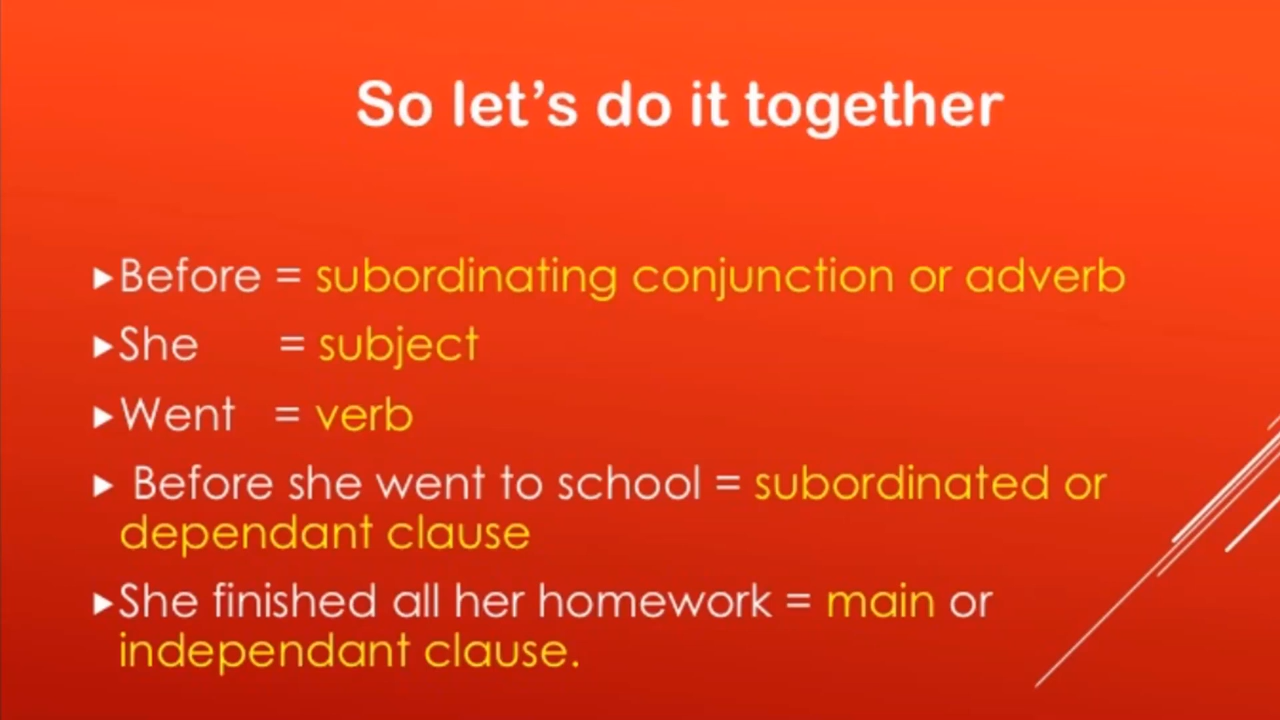 So let's do it together
▶Before = subordinating conjunction or adverb
▶She = subject
▶Went = verb
▶ Before she went to school = subordinated or
dependant clause
▶She finished all her homework = main or
independant clause.